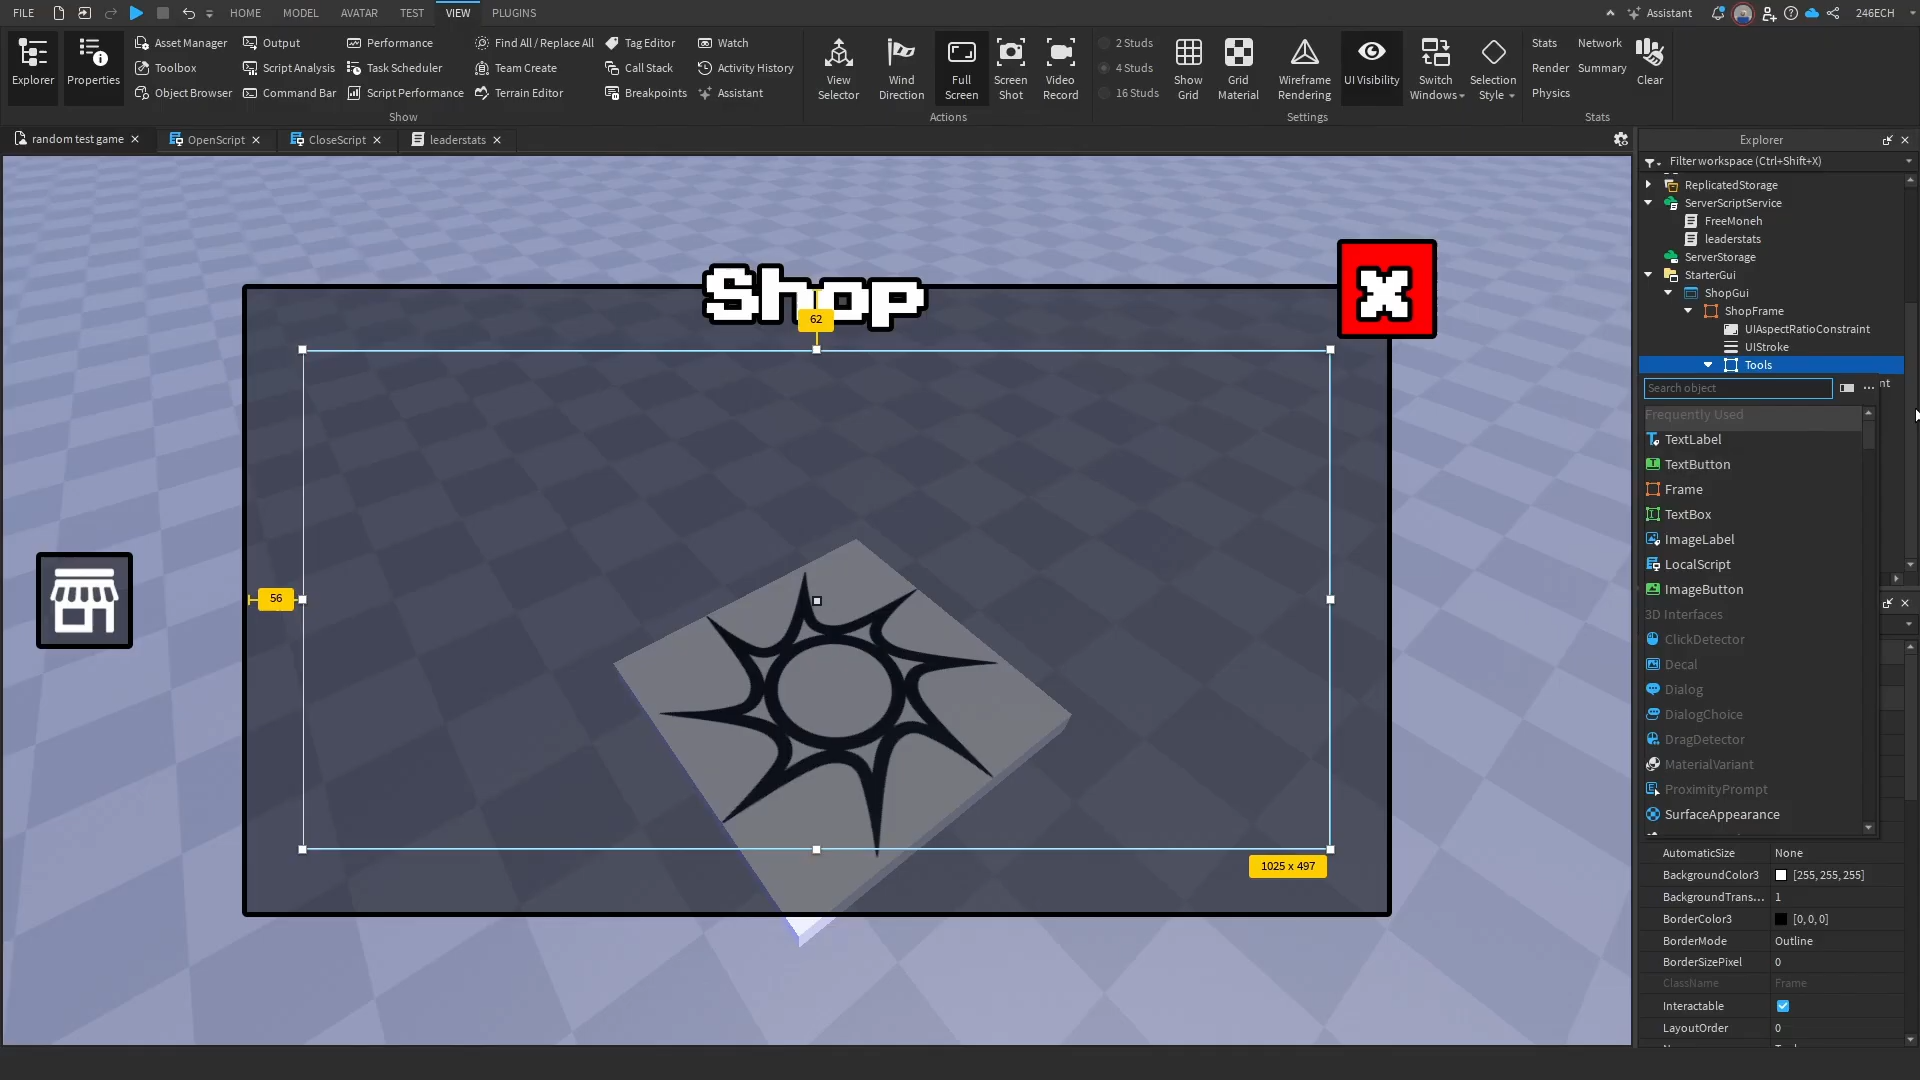 FILE HOME MODEL AVATAR TEST VIEW PLUGINS Assistant 246ECH
Explorer Properties
Asset Manager Output Performance Find All / Replace All Tag Editor Watch
Toolbox Script Analysis Task Scheduler Team Create Call Stack Activity History
Object Browser Command Bar Script Performance Terrain Editor Breakpoints Assistant
Show
View Selector
Wind Direction
Full Screen
Screen Shot
Video Record
Actions
2 Studs
4 Studs
16 Studs
Show Grid
Grid Material
Wireframe Rendering
UI Visibility
Switch Windows
Selection Style
Settings
Stats Network
Render Summary
Physics
Clear
Stats
random test game OpenScript CloseScript leaderstats
Shop
X
62
56
1025 x 497
Explorer
Filter workspace (Ctrl+Shift+X)
ReplicatedStorage
ServerScriptService
FreeMoneh
leaderstats
ServerStorage
StarterGui
ShopGui
ShopFrame
UIAspectRatioConstraint
UIStroke
Tools
nt
Search object
Frequently Used
TextLabel
TextButton
Frame
TextBox
ImageLabel
LocalScript
ImageButton
3D Interfaces
ClickDetector
Decal
Dialog
DialogChoice
DragDetector
MaterialVariant
ProximityPrompt
SurfaceAppearance
AutomaticSize None
BackgroundColor3 [255, 255, 255]
BackgroundTrans... 1
BorderColor3 [0, 0, 0]
BorderMode Outline
BorderSizePixel 0
ClassName Frame
Interactable
LayoutOrder 0